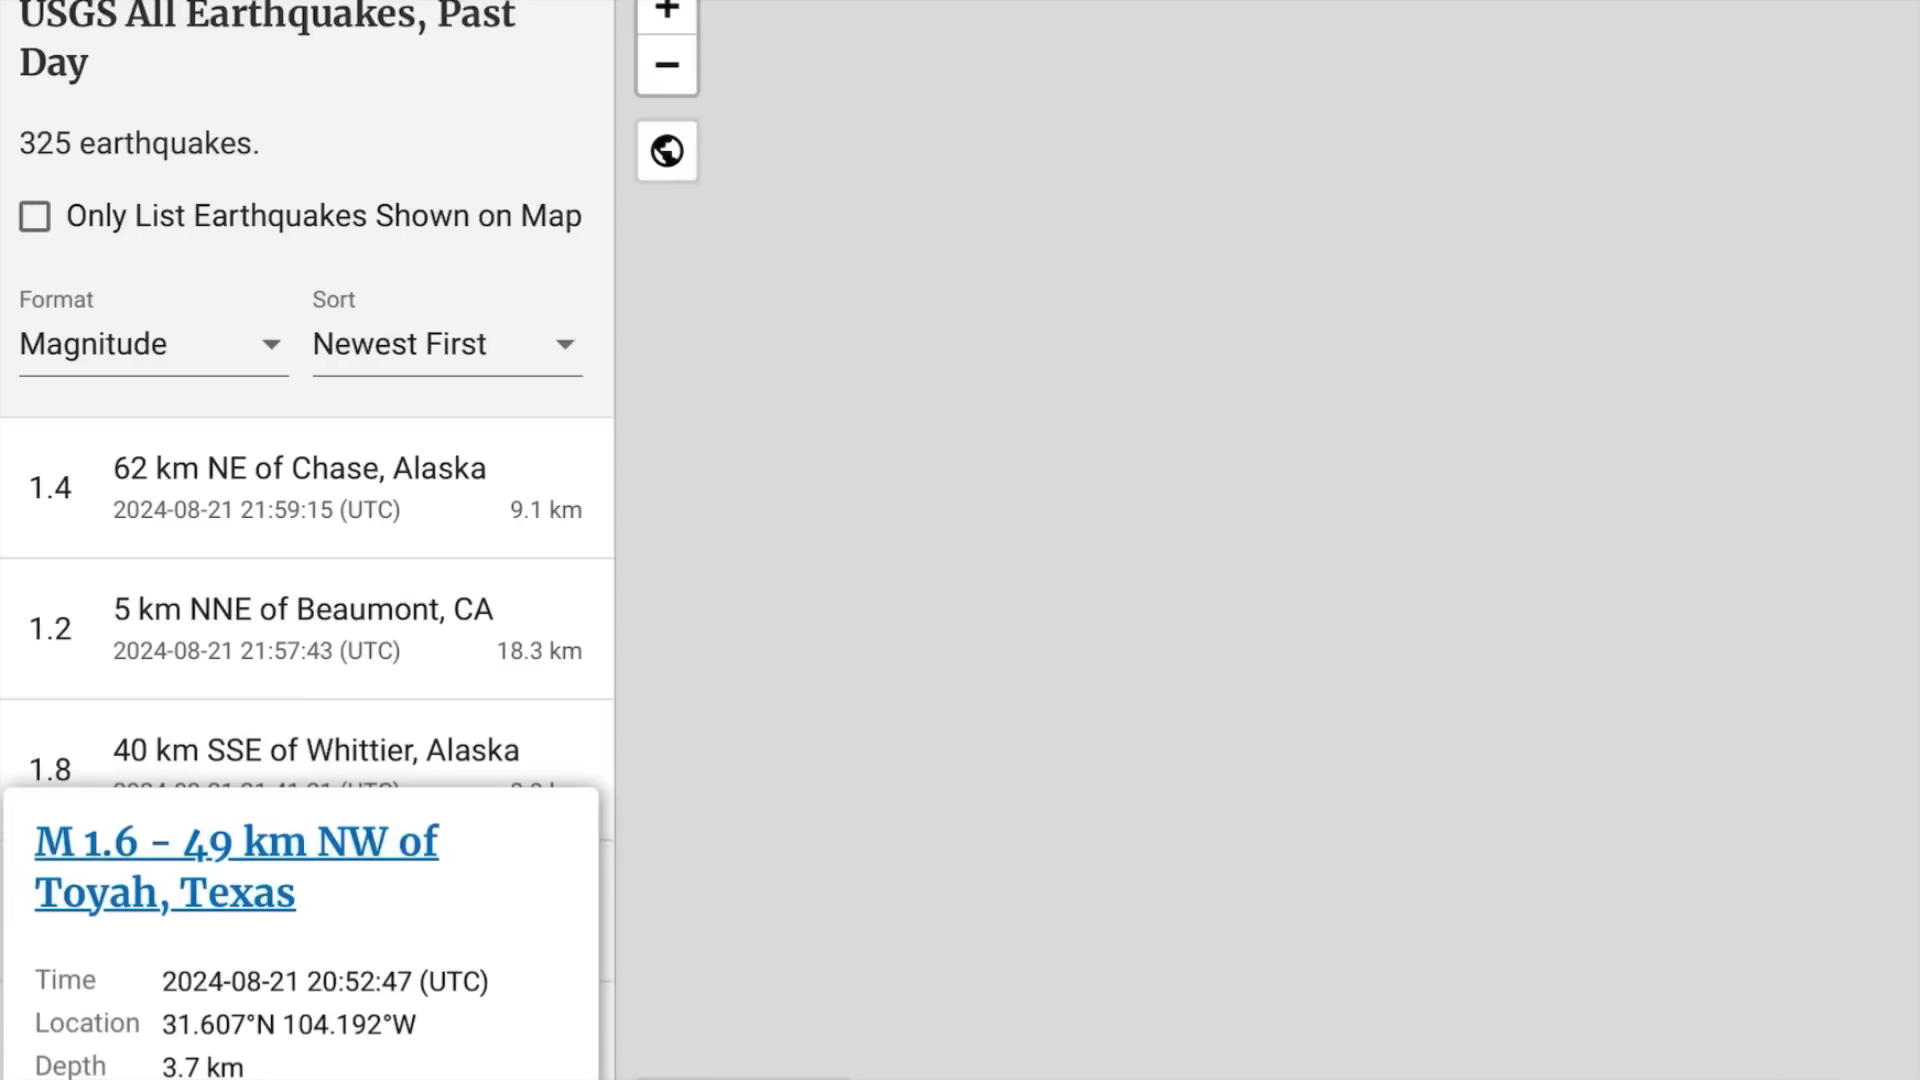 USGS All Earthquakes, Past
Day
325 earthquakes.
Only List Earthquakes Shown on Map
Format
Sort
Magnitude
Newest First
1.4
62 km NE of Chase, Alaska
2024-08-21 21:59:15 (UTC)
9.1 km
1.2
5 km NNE of Beaumont, CA
2024-08-21 21:57:43 (UTC)
18.3 km
1.8
40 km SSE of Whittier, Alaska
M 1.6 - 49 km NW of
Toyah, Texas
Time 2024-08-21 20:52:47 (UTC)
Location 31.607°N 104.192°W
Depth 3.7 km
+
−